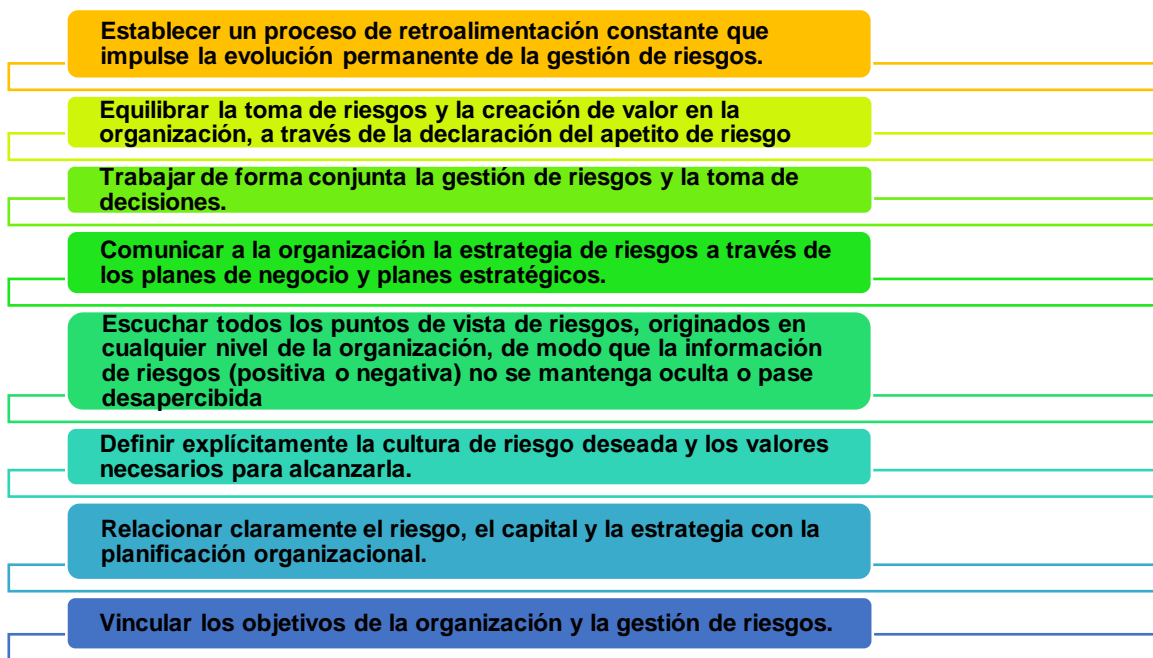 Establecer un proceso de retroalimentación constante que
impulse la evolución permanente de la gestión de riesgos.
Equilibrar la toma de riesgos y la creación de valor en la
organización, a través de la declaración del apetito de riesgo
Trabajar de forma conjunta la gestión de riesgos y la toma de
decisiones.
Comunicar a la organización la estrategia de riesgos a través de
los planes de negocio y planes estratégicos.
Escuchar todos los puntos de vista de riesgos, originados en
cualquier nivel de la organización, de modo que la información
de riesgos (positiva o negativa) no se mantenga oculta o pase
desapercibida
Definir explícitamente la cultura de riesgo deseada y los valores
necesarios para alcanzarla.
Relacionar claramente el riesgo, el capital y la estrategia con la
planificación organizacional.
Vincular los objetivos de la organización y la gestión de riesgos.